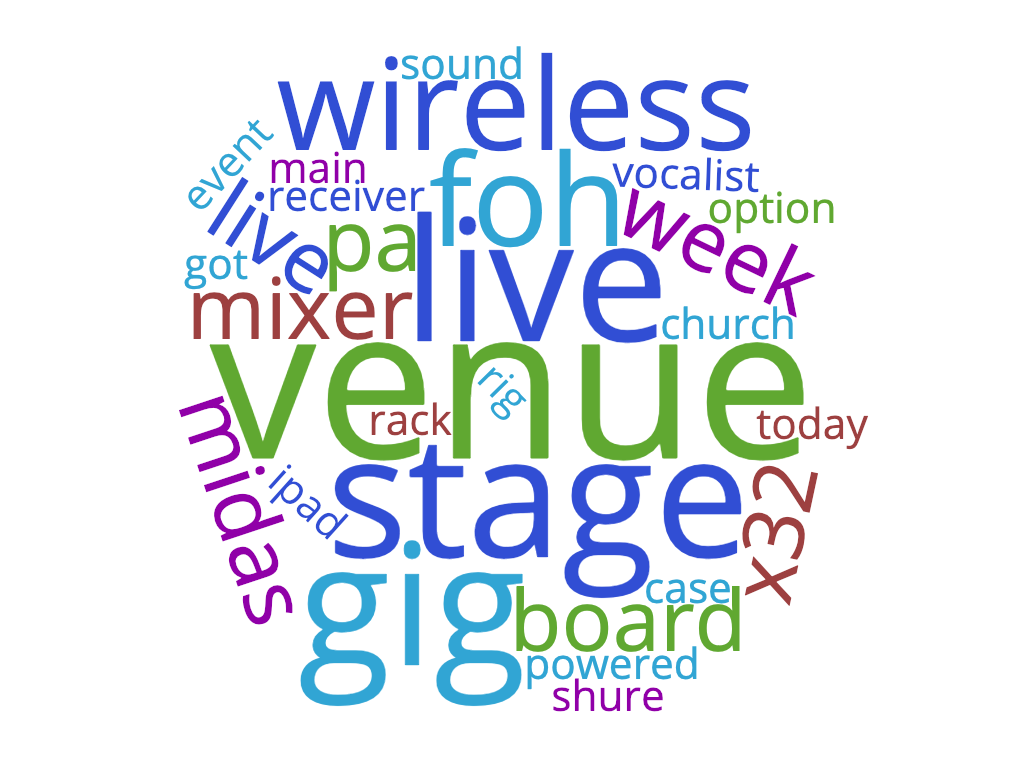 sound
wireless
event
main
foh
vocalist
receiver
live
option
week
pa
live
got
mixer
church
venue
rig
rack
today
midas
stage
ipad
x32
gig
case
board
powered
shure